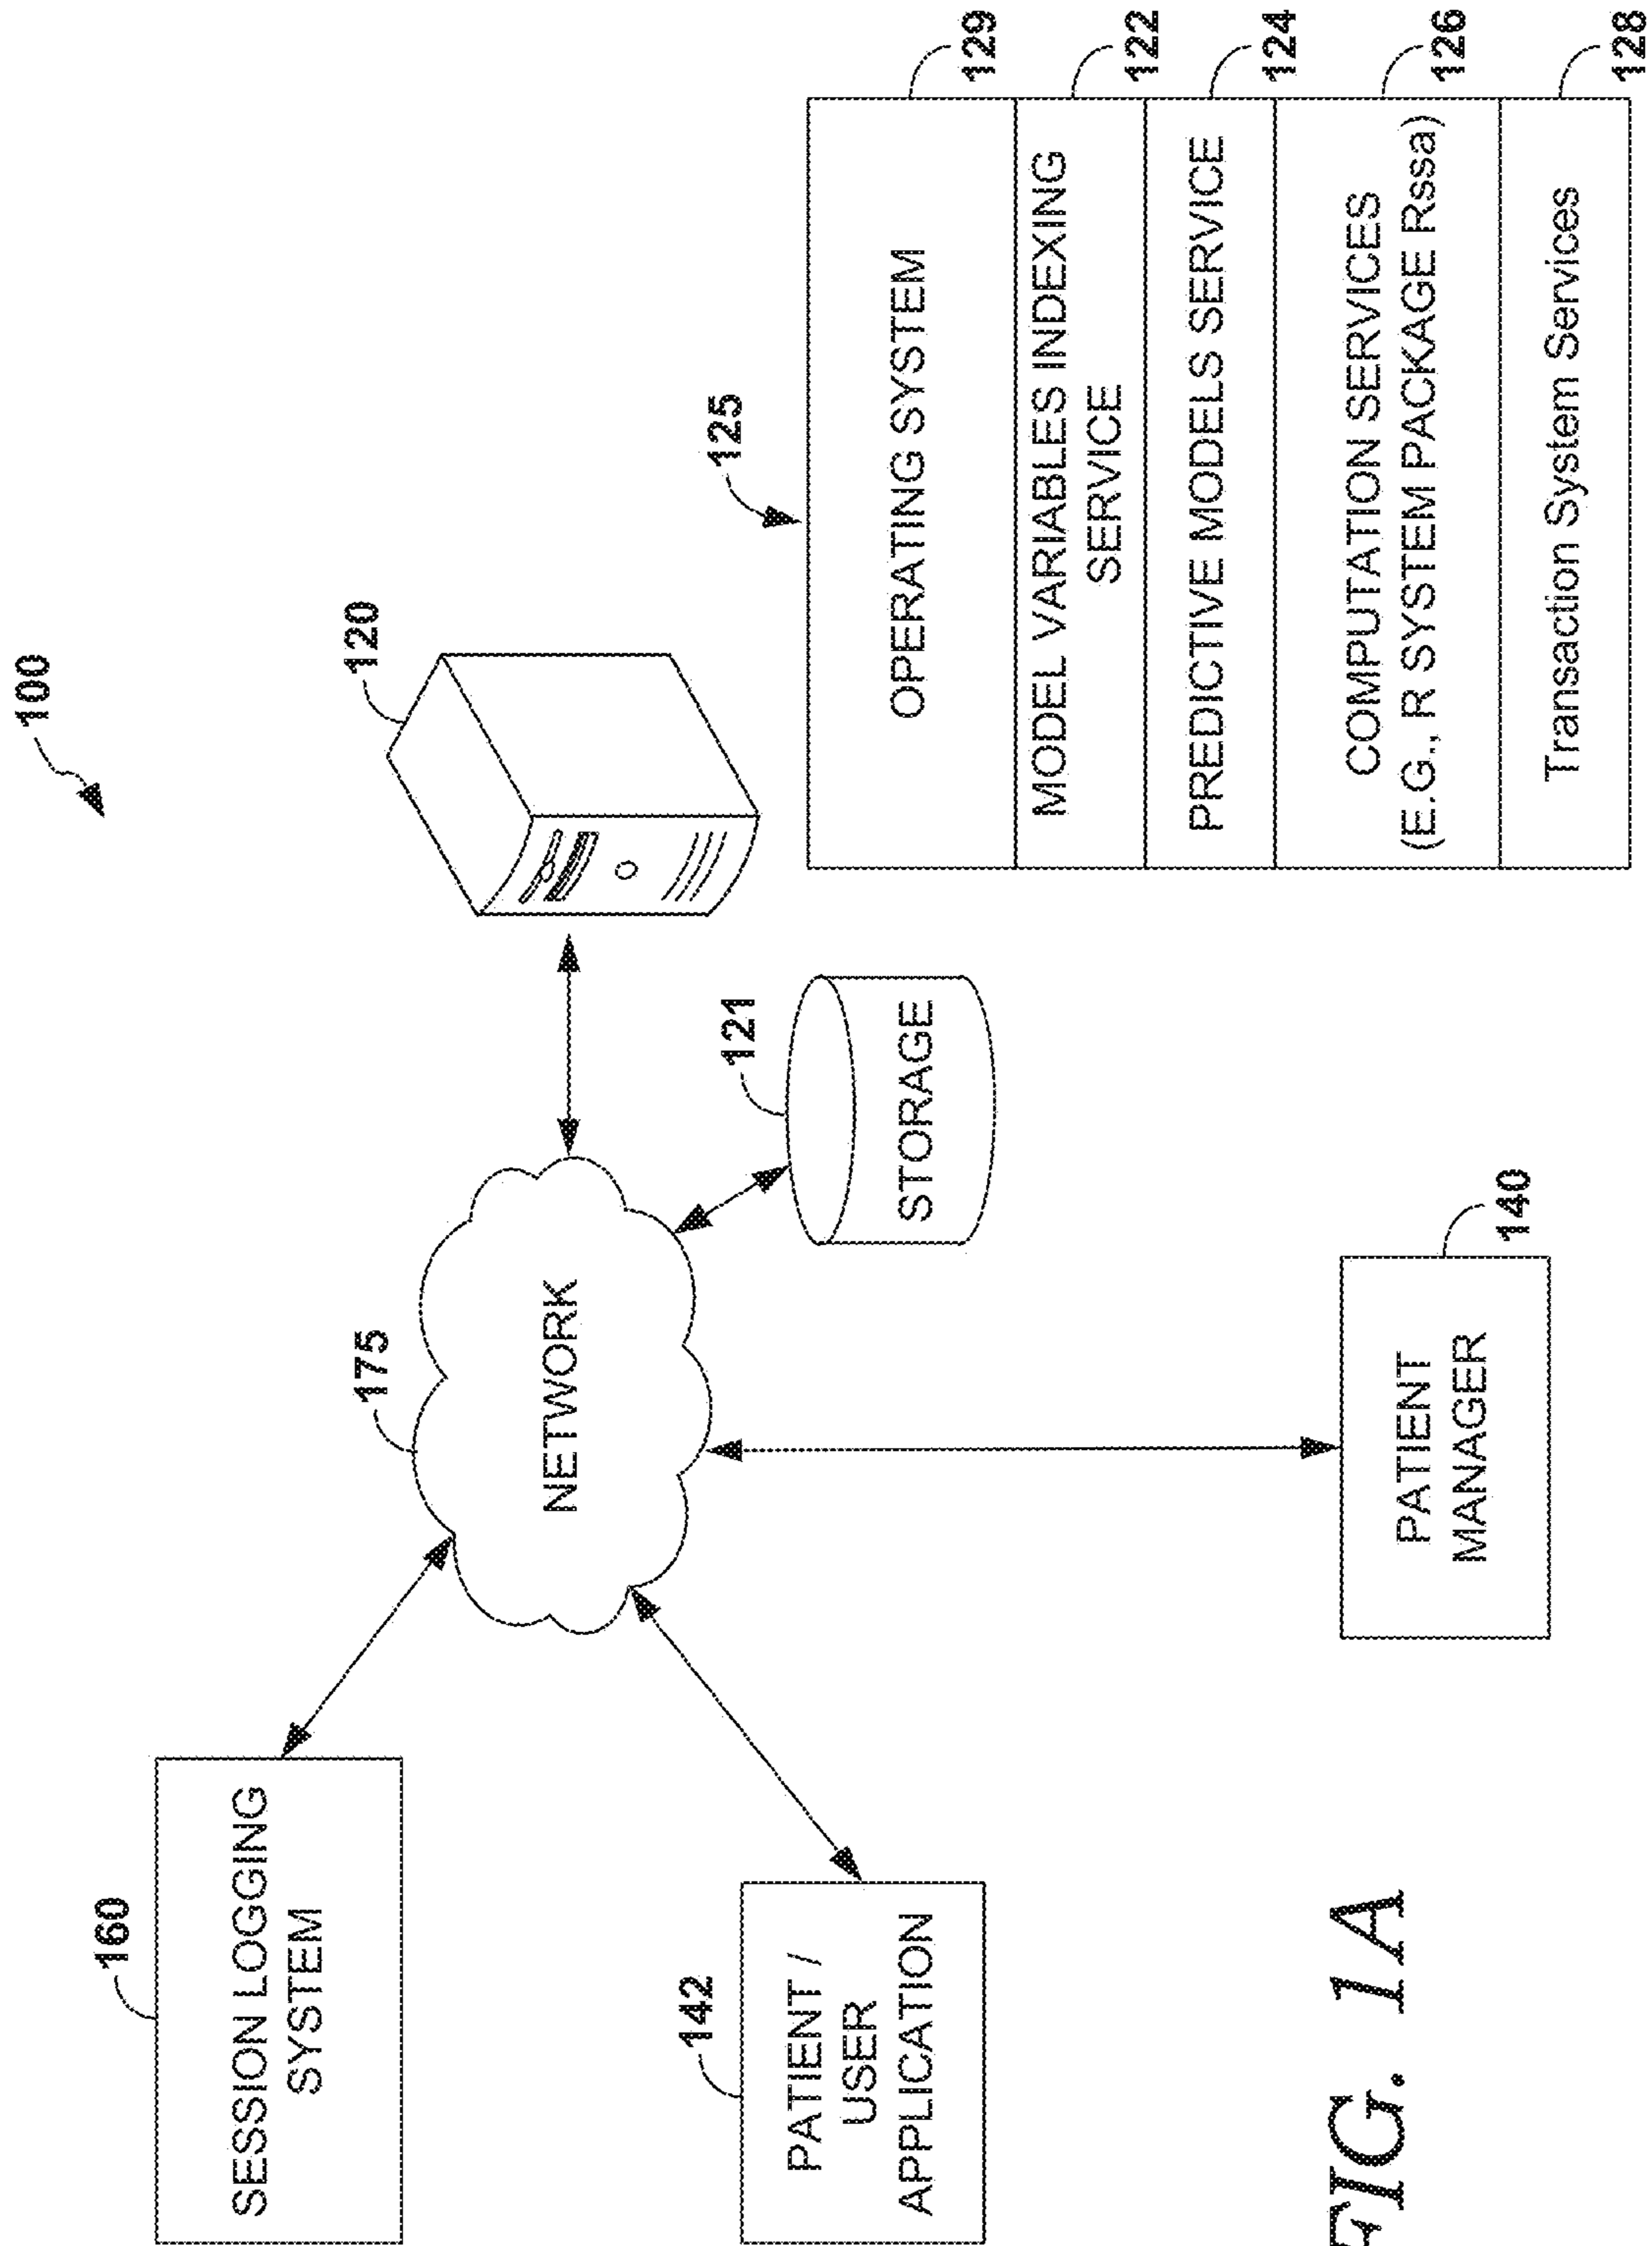 100
160
SESSION LOGGING
SYSTEM
175
NETWORK
120
142
PATIENT /
USER
APPLICATION
121
STORAGE
125
OPERATING SYSTEM
129
MODEL VARIABLES INDEXING
SERVICE
122
PREDICTIVE MODELS SERVICE
124
COMPUTATION SERVICES
(E.G., R SYSTEM PACKAGE Rssa)
126
Transaction System Services
128
PATIENT
MANAGER
140
FIG. 1A